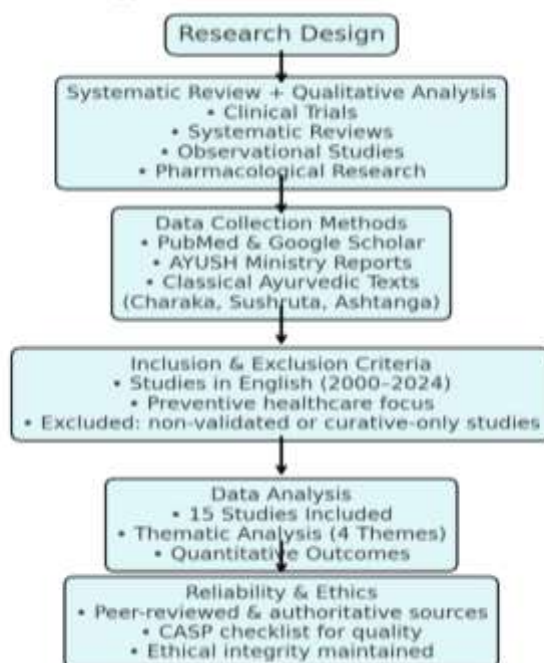 Research Design
Systematic Review + Qualitative Analysis
• Clinical Trials
• Systematic Reviews
• Observational Studies
• Pharmacological Research
Data Collection Methods
• PubMed & Google Scholar
• AYUSH Ministry Reports
• Classical Ayurvedic Texts
(Charaka, Sushruta, Ashtanga)
Inclusion & Exclusion Criteria
• Studies in English (2000–2024)
• Preventive healthcare focus
• Excluded: non-validated or curative-only studies
Data Analysis
• 15 Studies Included
• Thematic Analysis (4 Themes)
• Quantitative Outcomes
Reliability & Ethics
• Peer-reviewed & authoritative sources
• CASP checklist for quality
• Ethical integrity maintained